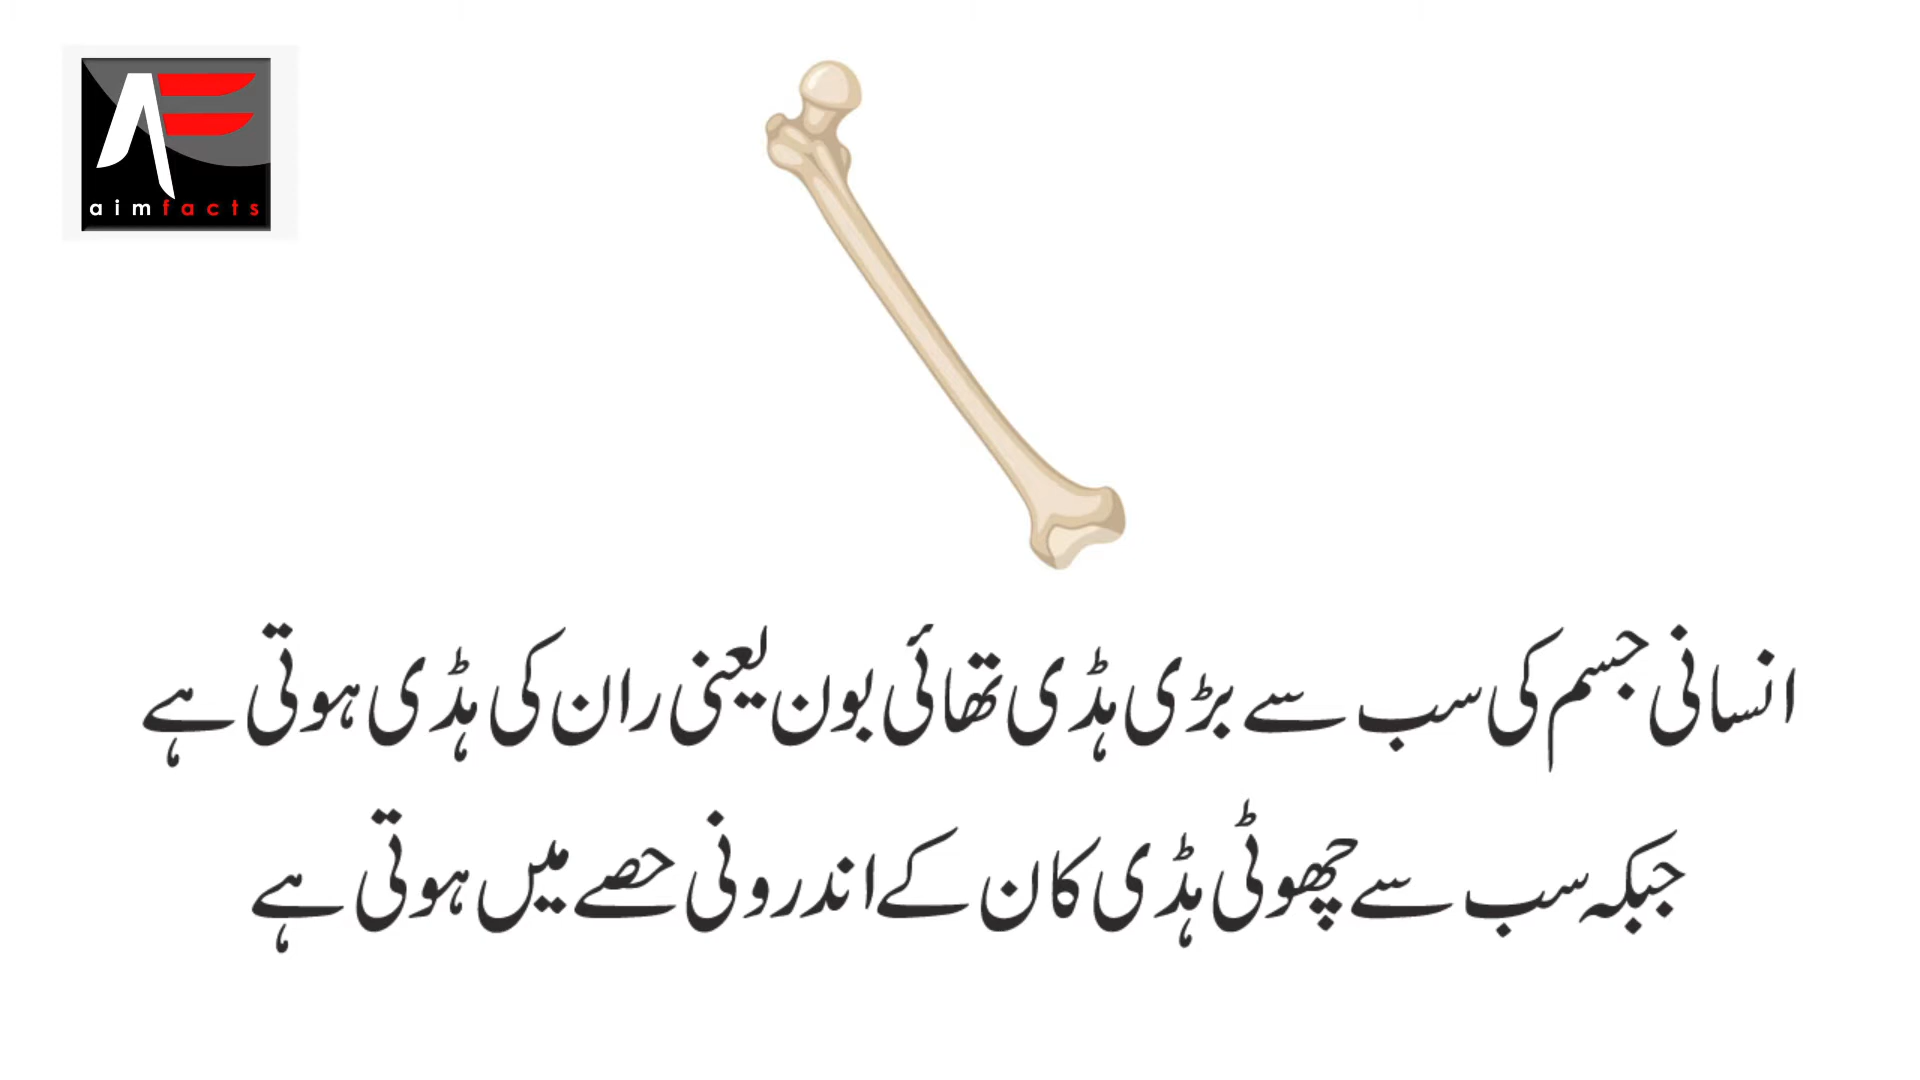 aimfacts
انسانی جسم کی سب سے بڑی ہڈی تھائی بون یعنی ران کی ہڈی ہوتی ہے
جبکہ سب سے چھوٹی ہڈی کان کے اندرونی حصے میں ہوتی ہے